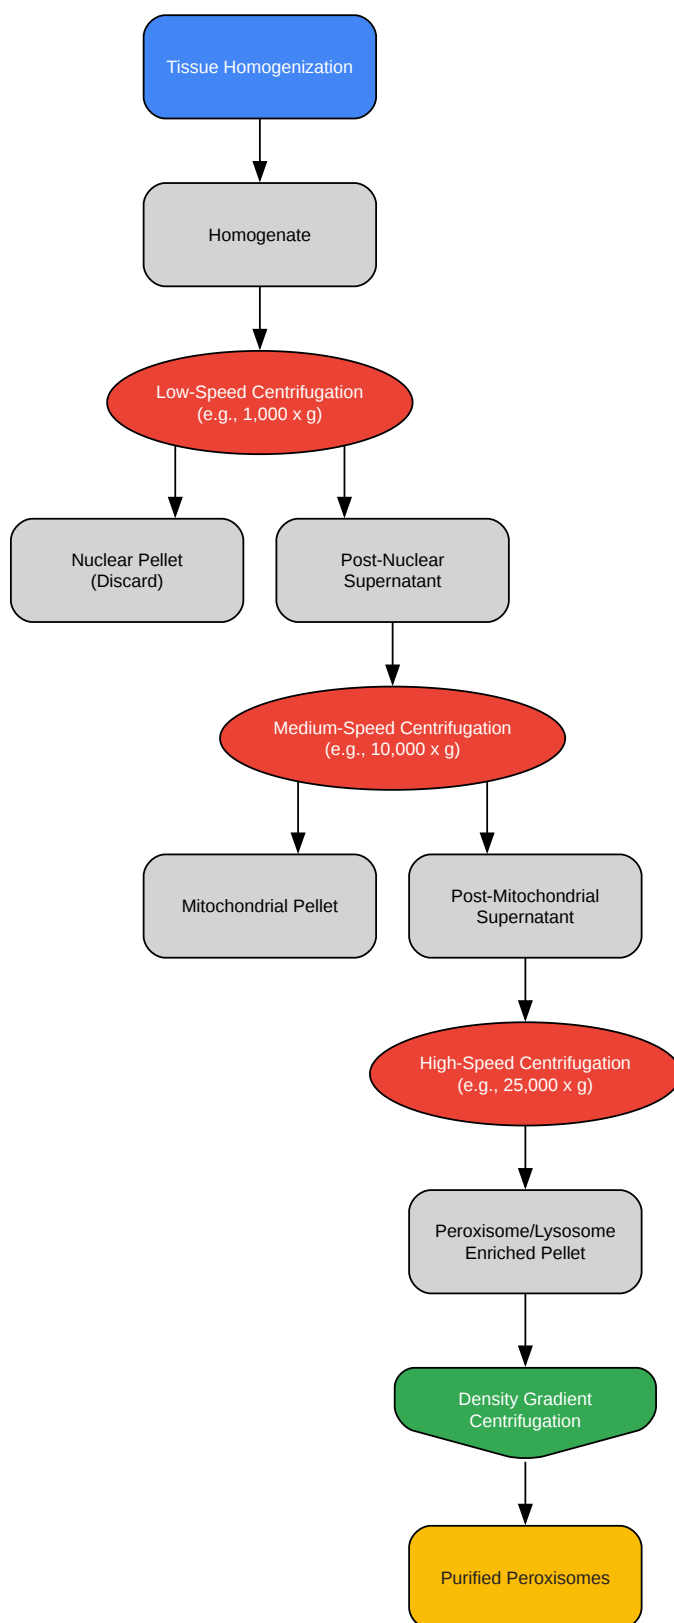 Tissue Homogenization
Homogenate
Low-Speed Centrifugation
(e.g., 1,000 x g)
Nuclear Pellet
(Discard)
Post-Nuclear
Supernatant
Medium-Speed Centrifugation
(e.g., 10,000 x g)
Mitochondrial Pellet
Post-Mitochondrial
Supernatant
High-Speed Centrifugation
(e.g., 25,000 x g)
Peroxisome/Lysosome
Enriched Pellet
Density Gradient
Centrifugation
Purified Peroxisomes